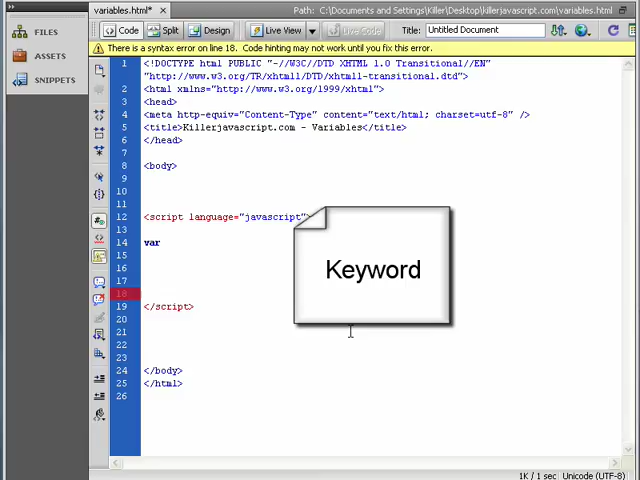 variables.html* ×
Path: C:\Documents and Settings\Killer\Desktop\killerjavascript.com\variables.html
Code Split Design Live View Live Code Title: Untitled Document
There is a syntax error on line 18. Code hinting may not work until you fix this error.
FILES
ASSETS
SNIPPETS
1 <!DOCTYPE html PUBLIC "-//W3C//DTD XHTML 1.0 Transitional//EN"
"http://www.w3.org/TR/xhtml1/DTD/xhtml1-transitional.dtd">
2 <html xmlns="http://www.w3.org/1999/xhtml">
3 <head>
4 <meta http-equiv="Content-Type" content="text/html; charset=utf-8" />
5 <title>Killerjavascript.com - Variables</title>
6 </head>
7
8 <body>
9
10
11
12 <script language="javascript">
13
14 var
15
16
17
18
19 </script>
20
21
22
23
24 </body>
25 </html>
26
Keyword
1K / 1 sec Unicode (UTF-8)